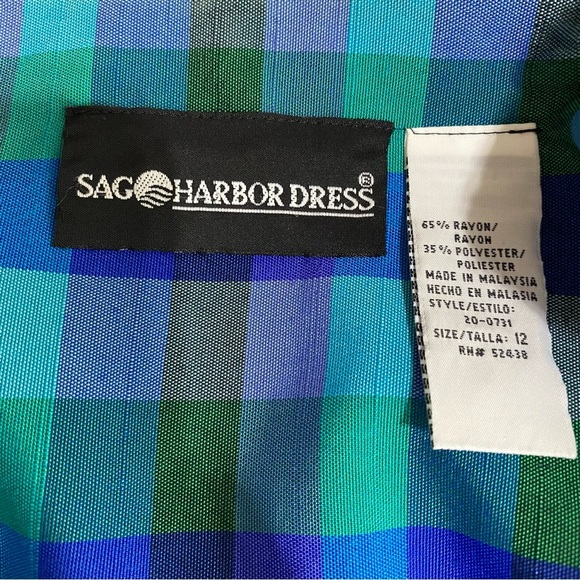 SAG HARBOR DRESS®
65% RAYON/
RAYON
35% POLYESTER/
POLIESTER
MADE IN MALAYSIA
HECHO EN MALASIA
STYLE/ESTILO:
20-0731
SIZE/TALLA: 12
RN# 52438